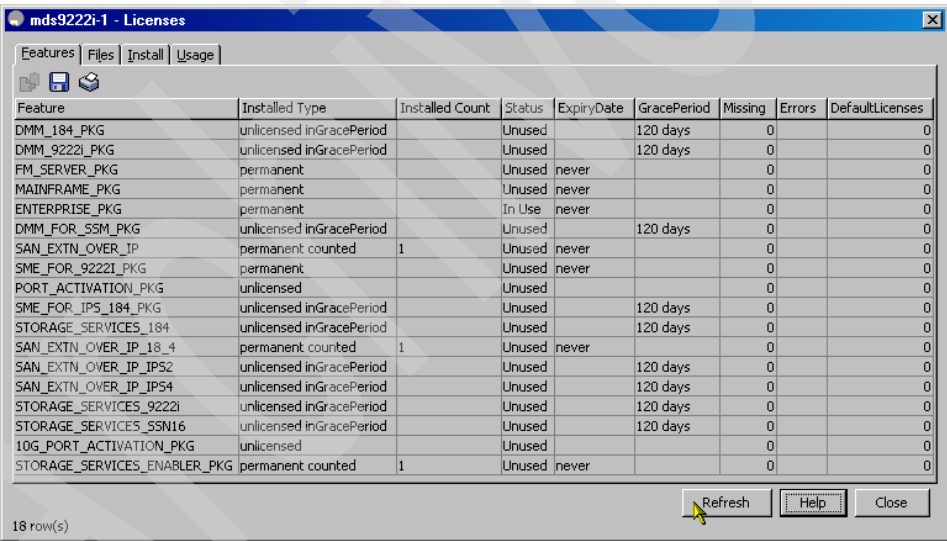 mds9222i-1 - Licenses
Features Files Install Usage
Feature Installed Type Installed Count Status ExpiryDate GracePeriod Missing Errors DefaultLicenses
DMM_184_PKG unlicensed inGracePeriod Unused 120 days 0 0
DMM_9222i_PKG unlicensed inGracePeriod Unused 120 days 0 0
FM_SERVER_PKG permanent Unused never 0 0
MAINFRAME_PKG permanent Unused never 0 0
ENTERPRISE_PKG permanent In Use never 0 0
DMM_FOR_SSM_PKG unlicensed inGracePeriod Unused 120 days 0 0
SAN_EXTN_OVER_IP permanent counted 1 Unused never 0 0
SME_FOR_9222I_PKG permanent Unused never 0 0
PORT_ACTIVATION_PKG unlicensed Unused 0 0
SME_FOR_IPS_184_PKG unlicensed inGracePeriod Unused 120 days 0 0
STORAGE_SERVICES_184 unlicensed inGracePeriod Unused 120 days 0 0
SAN_EXTN_OVER_IP_18_4 permanent counted 1 Unused never 0 0
SAN_EXTN_OVER_IP_IPS2 unlicensed inGracePeriod Unused 120 days 0 0
SAN_EXTN_OVER_IP_IPS4 unlicensed inGracePeriod Unused 120 days 0 0
STORAGE_SERVICES_9222i unlicensed inGracePeriod Unused 120 days 0 0
STORAGE_SERVICES_SSN16 unlicensed inGracePeriod Unused 120 days 0 0
10G_PORT_ACTIVATION_PKG unlicensed Unused 0 0
STORAGE_SERVICES_ENABLER_PKG permanent counted 1 Unused never 0 0
Refresh Help Close
18 row(s)